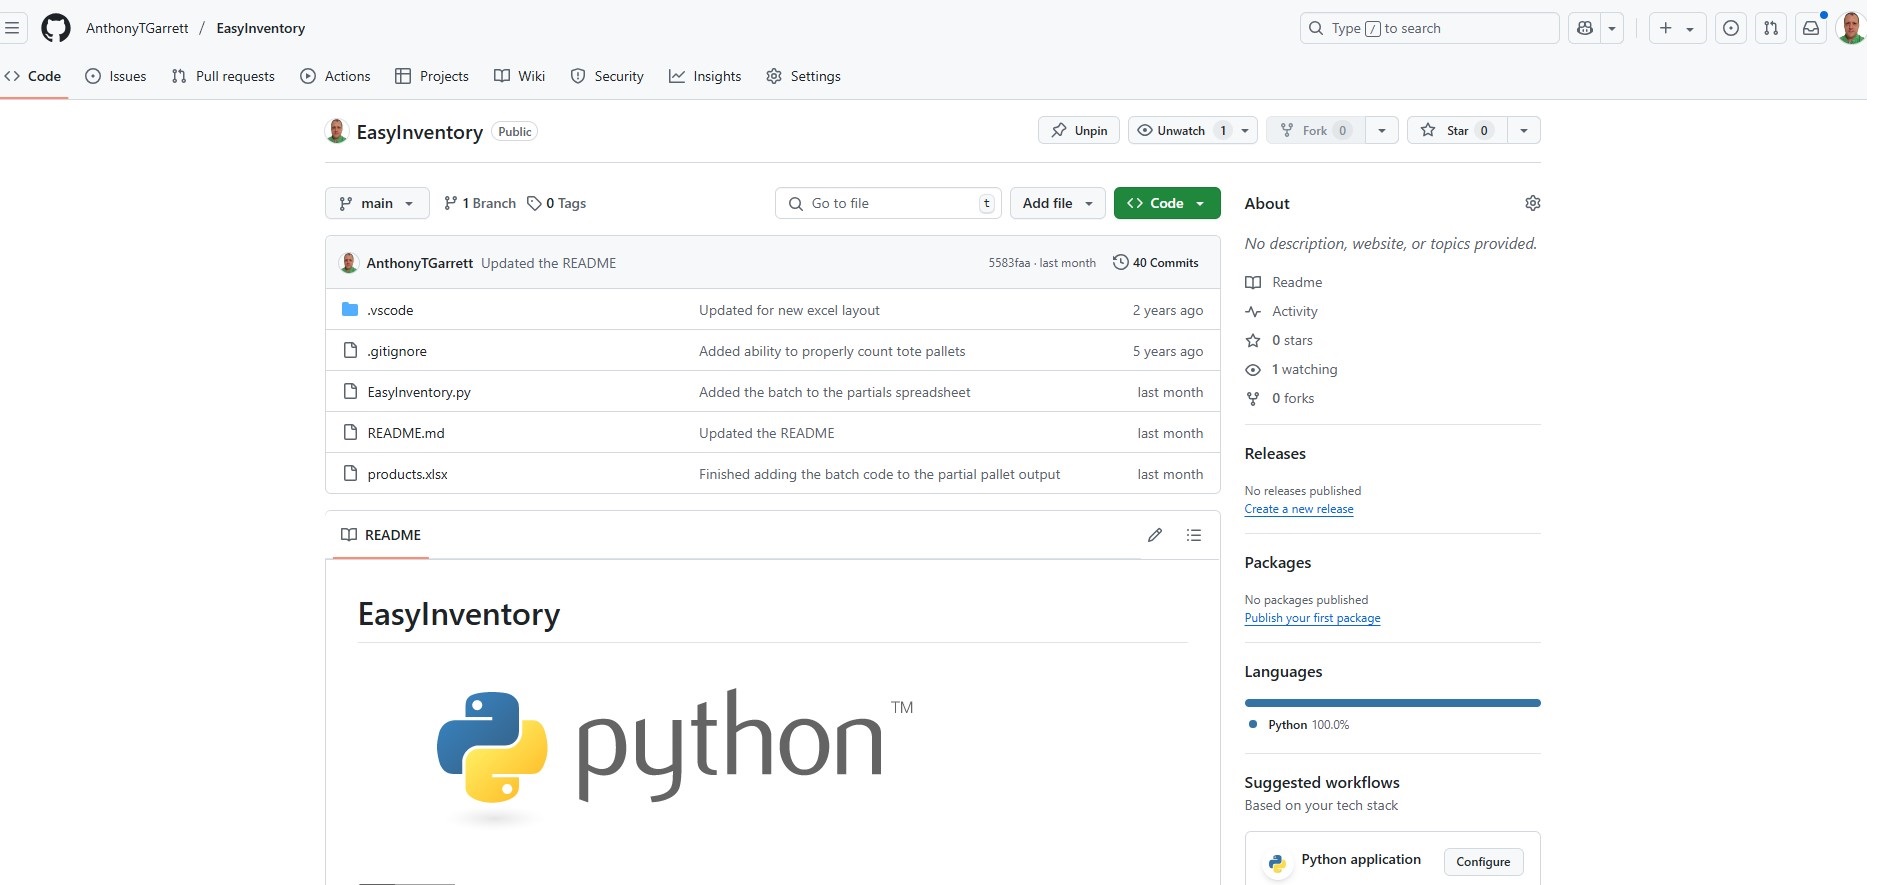 AnthonyTGarrett / EasyInventory
Type / to search
Code Issues Pull requests Actions Projects Wiki Security Insights Settings
EasyInventory Public
Unpin Unwatch 1 Fork 0 Star 0
main 1 Branch 0 Tags Go to file t Add file Code
AnthonyTGarrett Updated the README 5583faa · last month 40 Commits
.vscode Updated for new excel layout 2 years ago
.gitignore Added ability to properly count tote pallets 5 years ago
EasyInventory.py Added the batch to the partials spreadsheet last month
README.md Updated the README last month
products.xlsx Finished adding the batch code to the partial pallet output last month
README
EasyInventory
python TM
About
No description, website, or topics provided.
Readme
Activity
0 stars
1 watching
0 forks
Releases
No releases published
Create a new release
Packages
No packages published
Publish your first package
Languages
Python 100.0%
Suggested workflows
Based on your tech stack
Python application Configure